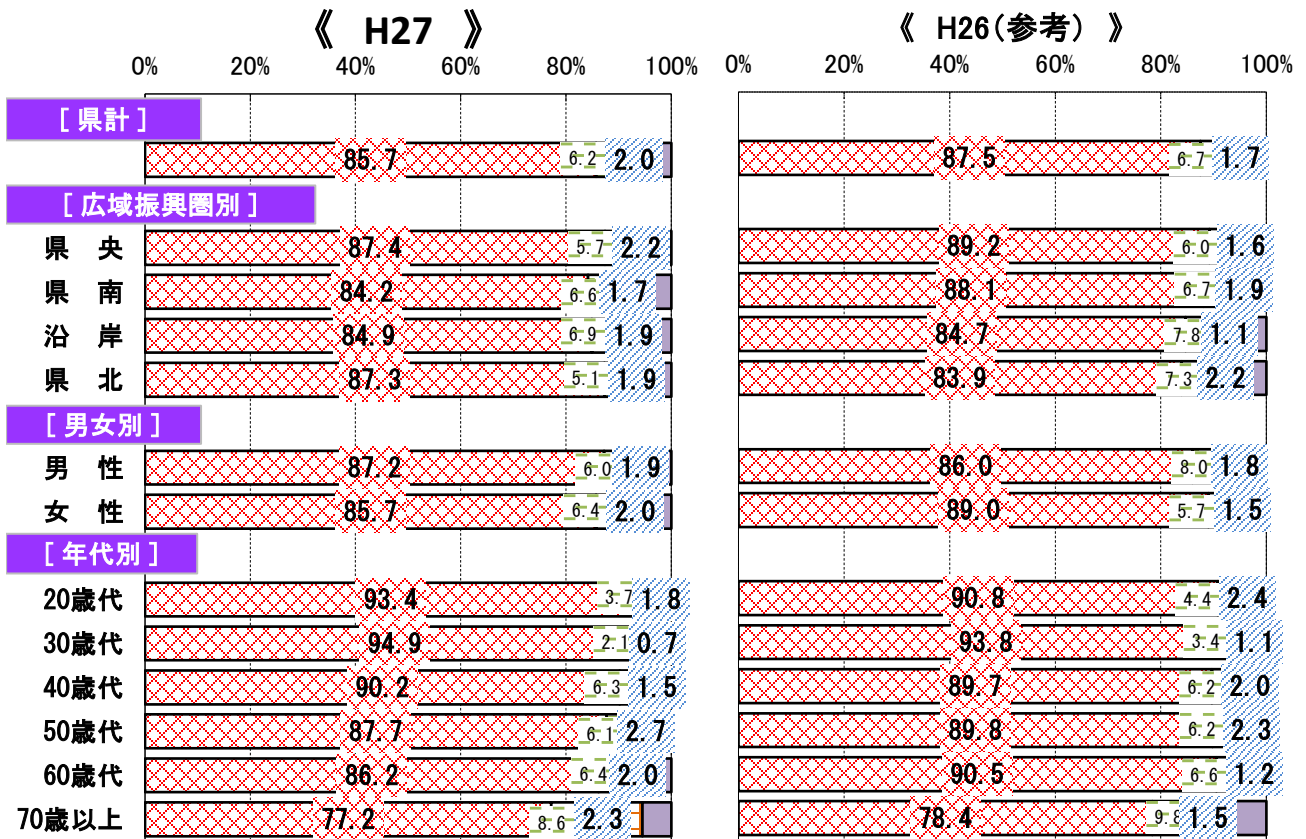 《 H27 》 《 H26(参考) 》
0% 20% 40% 60% 80% 100% 0% 20% 40% 60% 80% 100%
[ 県計 ]
85.7 6.2 2.0 87.5 6.7 1.7
[ 広域振興圏別 ]
県 央 87.4 5.7 2.2 89.2 6.0 1.6
県 南 84.2 6.6 1.7 88.1 6.7 1.9
沿 岸 84.9 6.9 1.9 84.7 7.8 1.1
県 北 87.3 5.1 1.9 83.9 7.3 2.2
[ 男女別 ]
男 性 87.2 6.0 1.9 86.0 8.0 1.8
女 性 85.7 6.4 2.0 89.0 5.7 1.5
[ 年代別 ]
20歳代 93.4 3.7 1.8 90.8 4.4 2.4
30歳代 94.9 2.1 0.7 93.8 3.4 1.1
40歳代 90.2 6.3 1.5 89.7 6.2 2.0
50歳代 87.7 6.1 2.7 89.8 6.2 2.3
60歳代 86.2 6.4 2.0 90.5 6.6 1.2
70歳以上 77.2 8.6 2.3 78.4 9.8 1.5